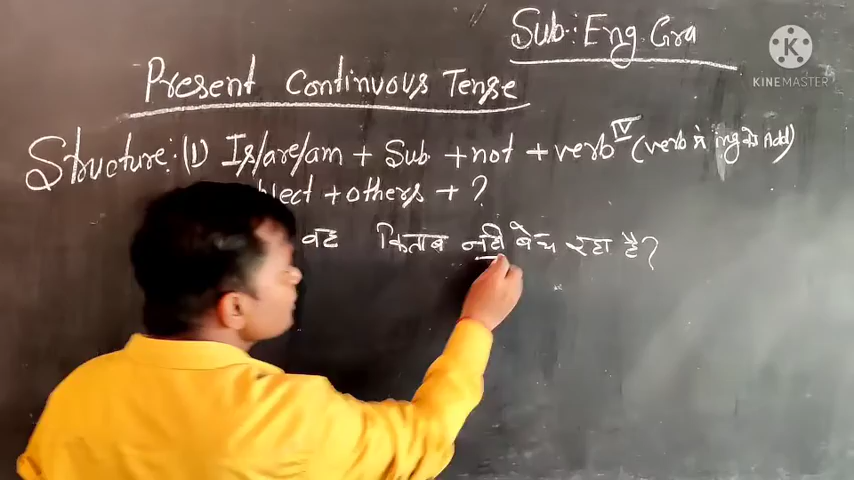 Sub: Eng. Gra
KINEMASTER
Present Continuous Tense
Structure: (1) Is/are/am + Sub + not + verb IV (verb में ing को Add)
+ others + ?
वह किताब नही बेच रहा है?